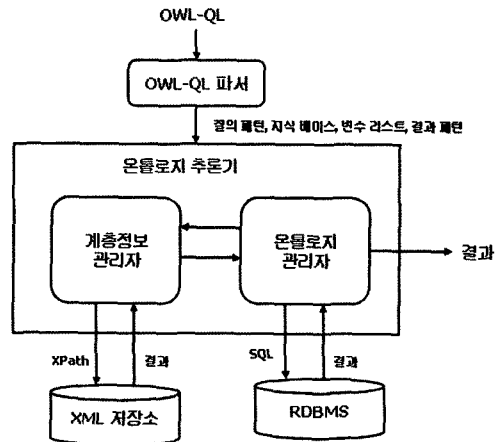 OWL-QL
OWL-QL 파서
질의 패턴, 지식 베이스, 변수 리스트, 결과 패턴
온톨로지 추론기
계층정보
관리자
온톨로지
관리자
결과
XPath
결과
SQL
결과
XML 저장소
RDBMS